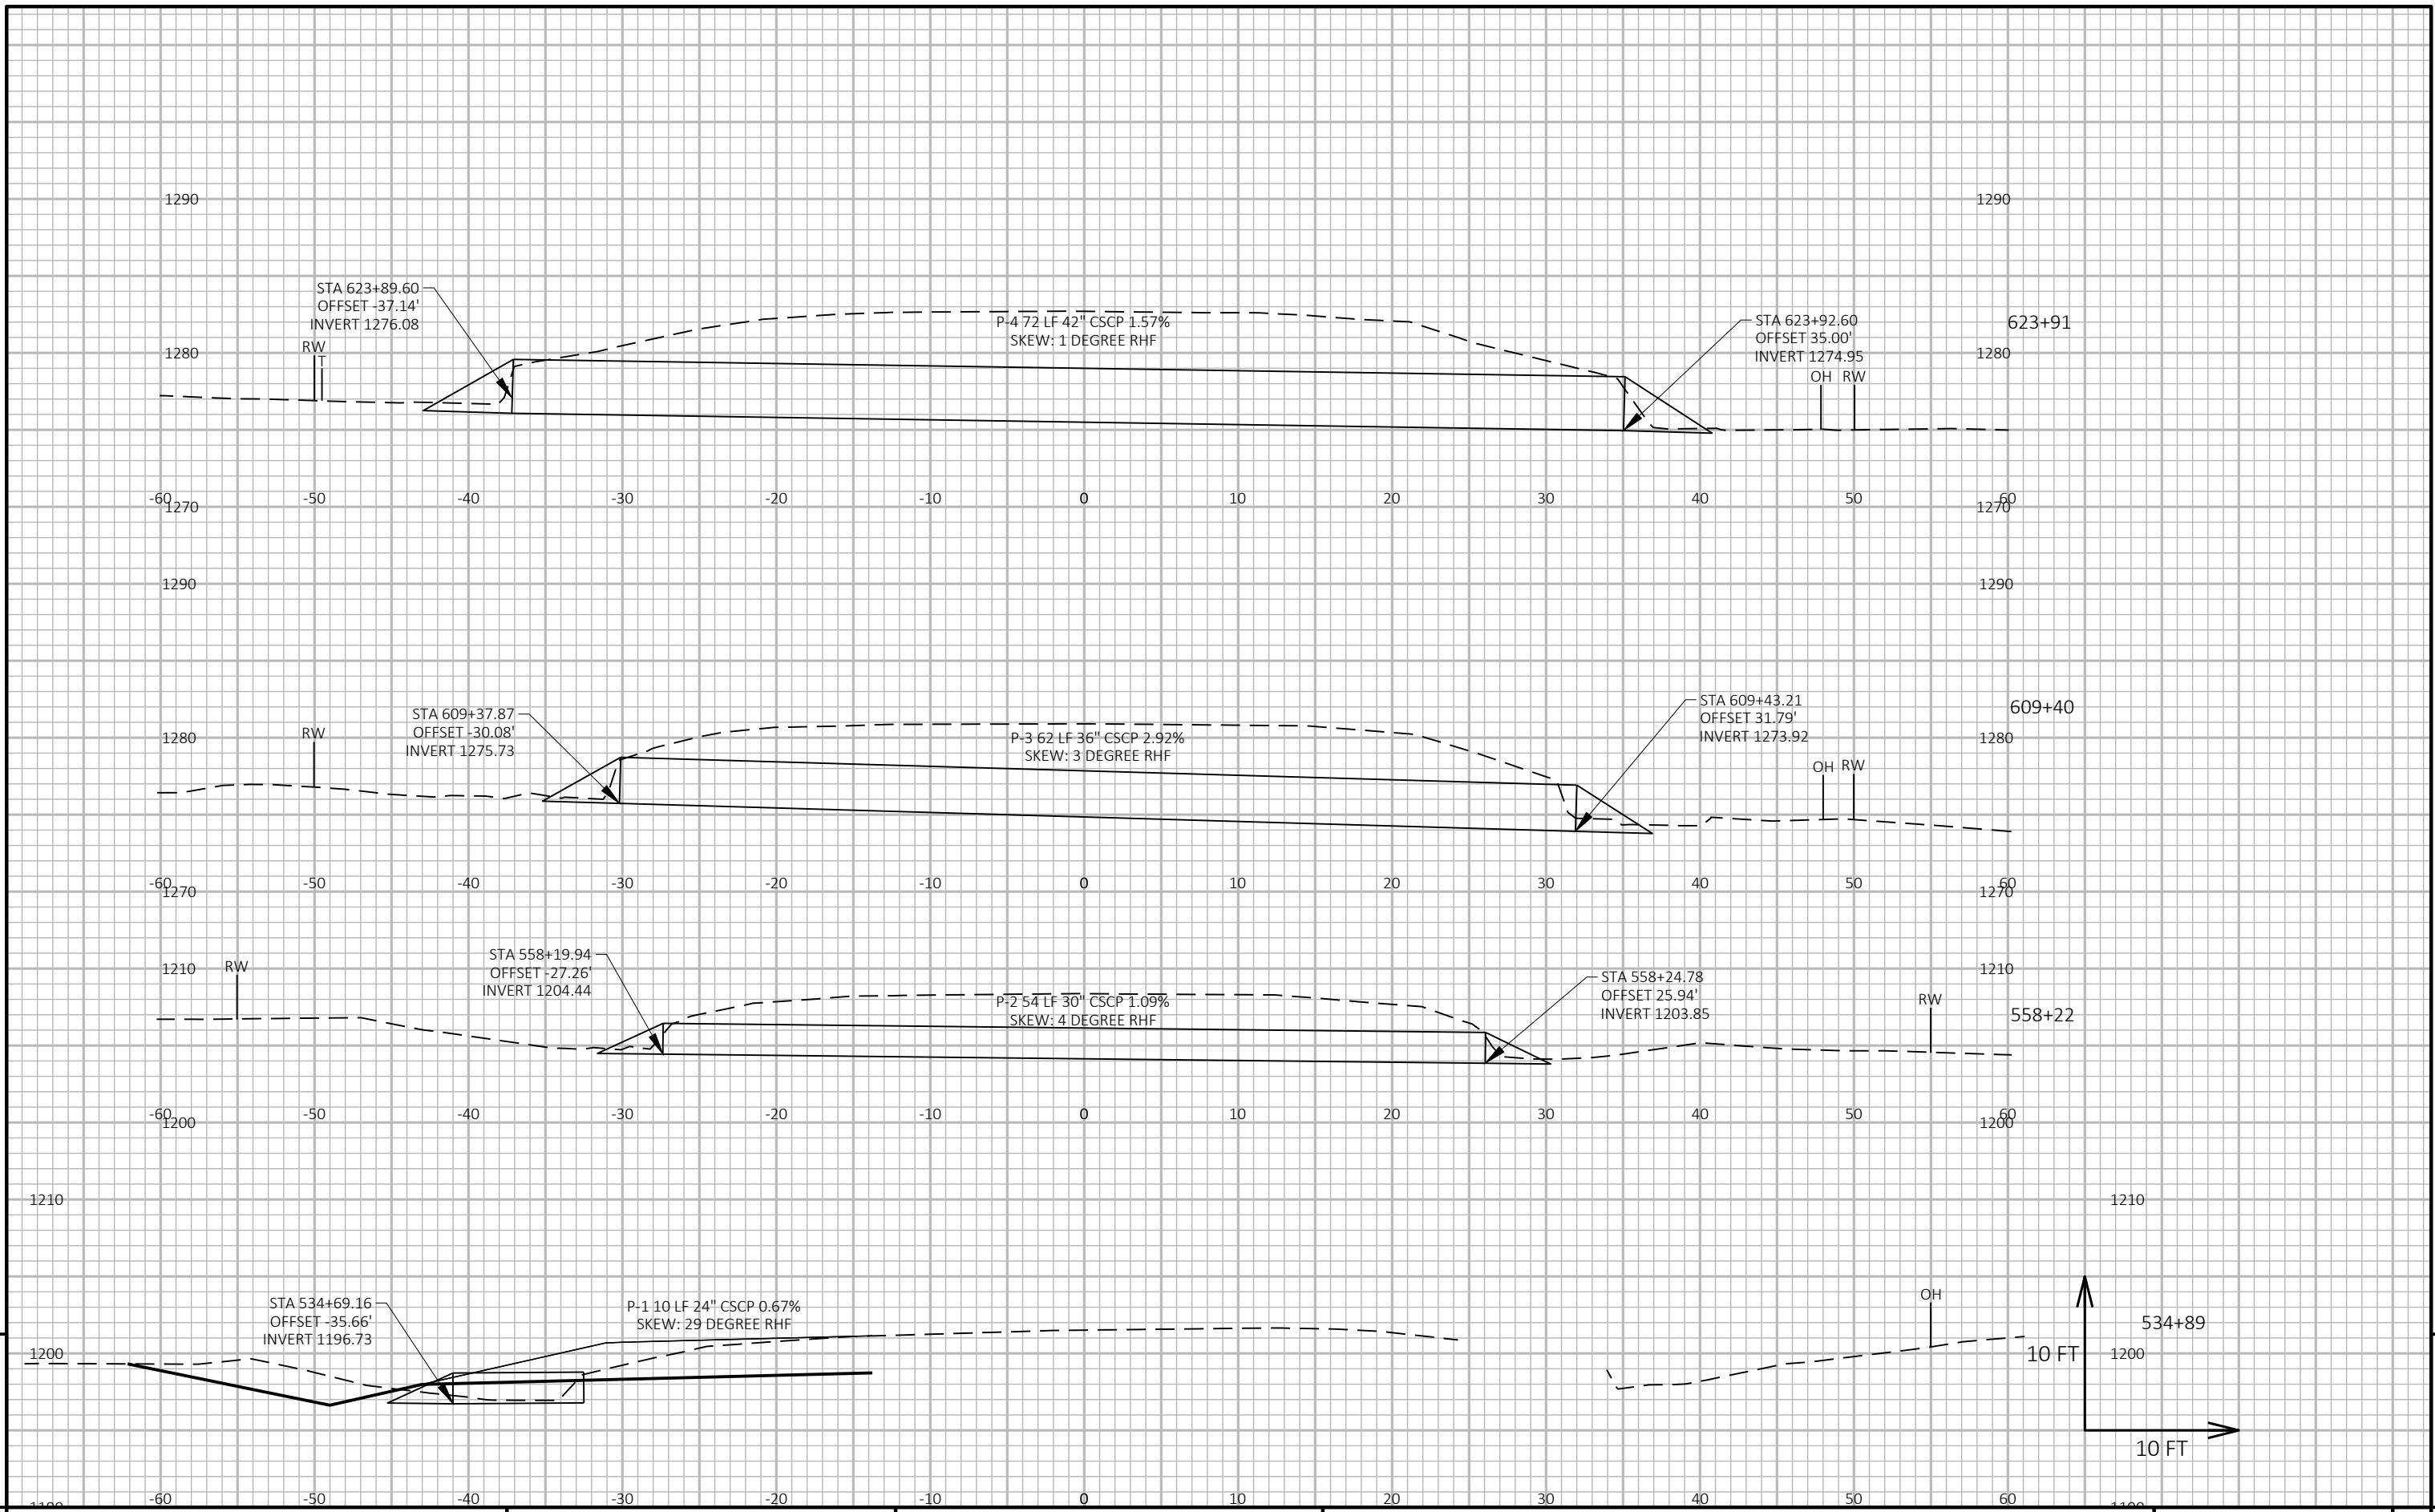 1290 1290
STA 623+89.60
OFFSET -37.14'
INVERT 1276.08
P-4 72 LF 42" CSCP 1.57%
SKEW: 1 DEGREE RHF
STA 623+92.60
OFFSET 35.00'
INVERT 1274.95
623+91
RW
T
1280 1280
OH RW
-60 -50 -40 -30 -20 -10 0 10 20 30 40 50 60
1270 1270
1290 1290
STA 609+37.87
OFFSET -30.08'
INVERT 1275.73
P-3 62 LF 36" CSCP 2.92%
SKEW: 3 DEGREE RHF
STA 609+43.21
OFFSET 31.79'
INVERT 1273.92
609+40
RW
1280 1280
OH RW
-60 -50 -40 -30 -20 -10 0 10 20 30 40 50 60
1270 1270
STA 558+19.94
OFFSET -27.26'
INVERT 1204.44
RW
1210 1210
P-2 54 LF 30" CSCP 1.09%
SKEW: 4 DEGREE RHF
STA 558+24.78
OFFSET 25.94'
INVERT 1203.85
RW
558+22
-60 -50 -40 -30 -20 -10 0 10 20 30 40 50 60
1200 1200
1210 1210
STA 534+69.16
OFFSET -35.66'
INVERT 1196.73
P-1 10 LF 24" CSCP 0.67%
SKEW: 29 DEGREE RHF
OH
534+89
1200 10 FT 1200
10 FT
-60 -50 -40 -30 -20 -10 0 10 20 30 40 50 60